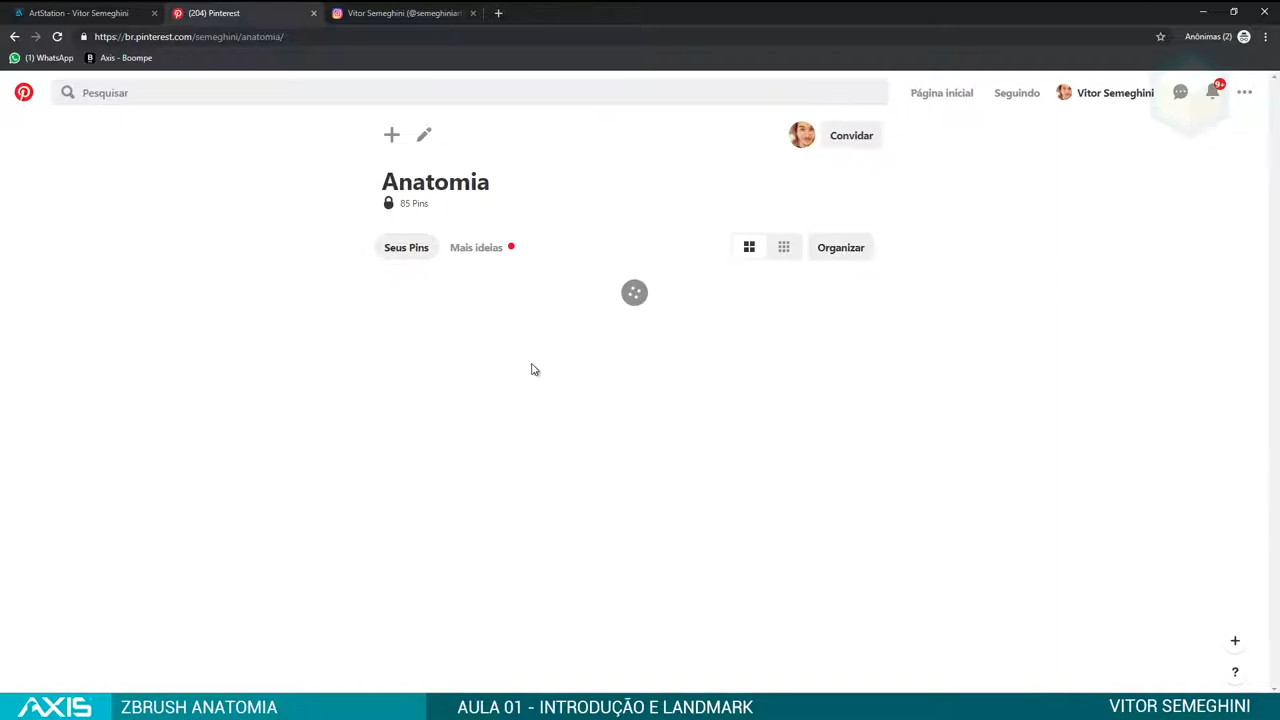 ArtStation - Vitor Semeghini
(204) Pinterest
Vitor Semeghini (@semeghiniart
https://br.pinterest.com/semeghini/anatomia/
Anônimas (2)
(1) WhatsApp
Axis - Boompe
Pesquisar
Página inicial
Seguindo
Vitor Semeghini
9+
Convidar
Anatomia
85 Pins
Seus Pins
Mais ideias
Organizar
+
?
AXIS
ZBRUSH ANATOMIA
AULA 01 - INTRODUÇÃO E LANDMARK
VITOR SEMEGHINI